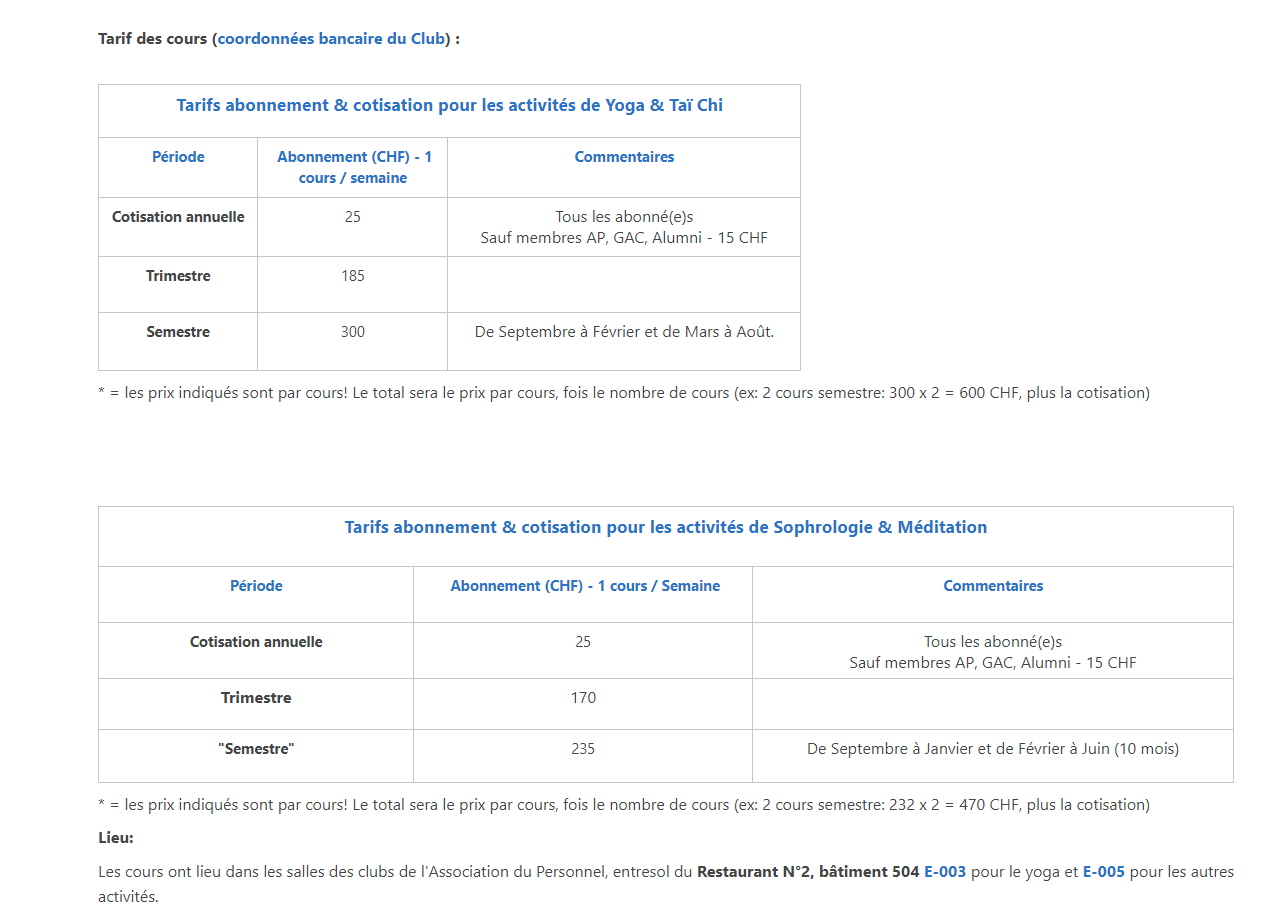 Tarif des cours (coordonnées bancaire du Club) :
Tarifs abonnement & cotisation pour les activités de Yoga & Taï Chi
Période
Abonnement (CHF) - 1
cours / semaine
Commentaires
Cotisation annuelle
25
Tous les abonné(e)s
Sauf membres AP, GAC, Alumni - 15 CHF
Trimestre
185
Semestre
300
De Septembre à Février et de Mars à Août.
* = les prix indiqués sont par cours! Le total sera le prix par cours, fois le nombre de cours (ex: 2 cours semestre: 300 x 2 = 600 CHF, plus la cotisation)
Tarifs abonnement & cotisation pour les activités de Sophrologie & Méditation
Période
Abonnement (CHF) - 1 cours / Semaine
Commentaires
Cotisation annuelle
25
Tous les abonné(e)s
Sauf membres AP, GAC, Alumni - 15 CHF
Trimestre
170
"Semestre"
235
De Septembre à Janvier et de Février à Juin (10 mois)
* = les prix indiqués sont par cours! Le total sera le prix par cours, fois le nombre de cours (ex: 2 cours semestre: 232 x 2 = 470 CHF, plus la cotisation)
Lieu:
Les cours ont lieu dans les salles des clubs de l'Association du Personnel, entresol du Restaurant N°2, bâtiment 504 E-003 pour le yoga et E-005 pour les autres
activités.